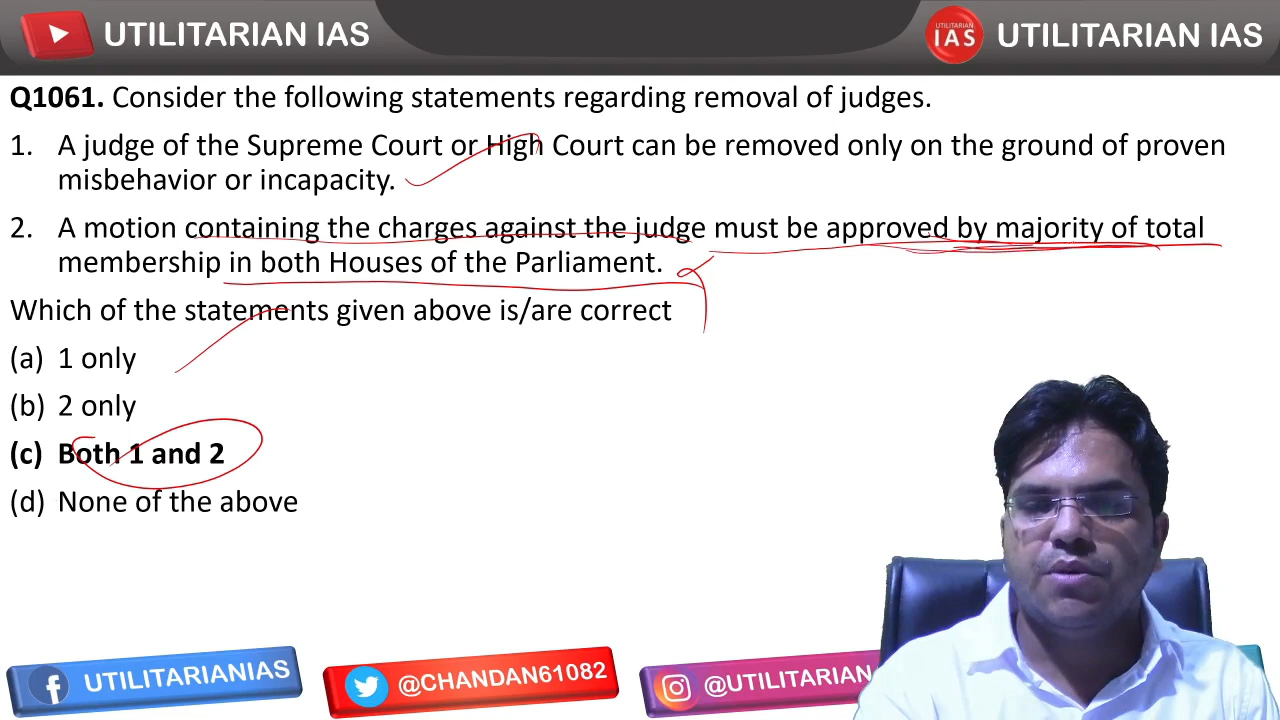 UTILITARIAN IAS
UTILITARIAN
IAS
UTILITARIAN IAS
Q1061. Consider the following statements regarding removal of judges.
1. A judge of the Supreme Court or High Court can be removed only on the ground of proven
misbehavior or incapacity.
2. A motion containing the charges against the judge must be approved by majority of total
membership in both Houses of the Parliament.
Which of the statements given above is/are correct
(a) 1 only
(b) 2 only
(c) Both 1 and 2
(d) None of the above
f UTILITARIANIAS
@CHANDAN61082
@UTILITARIAN